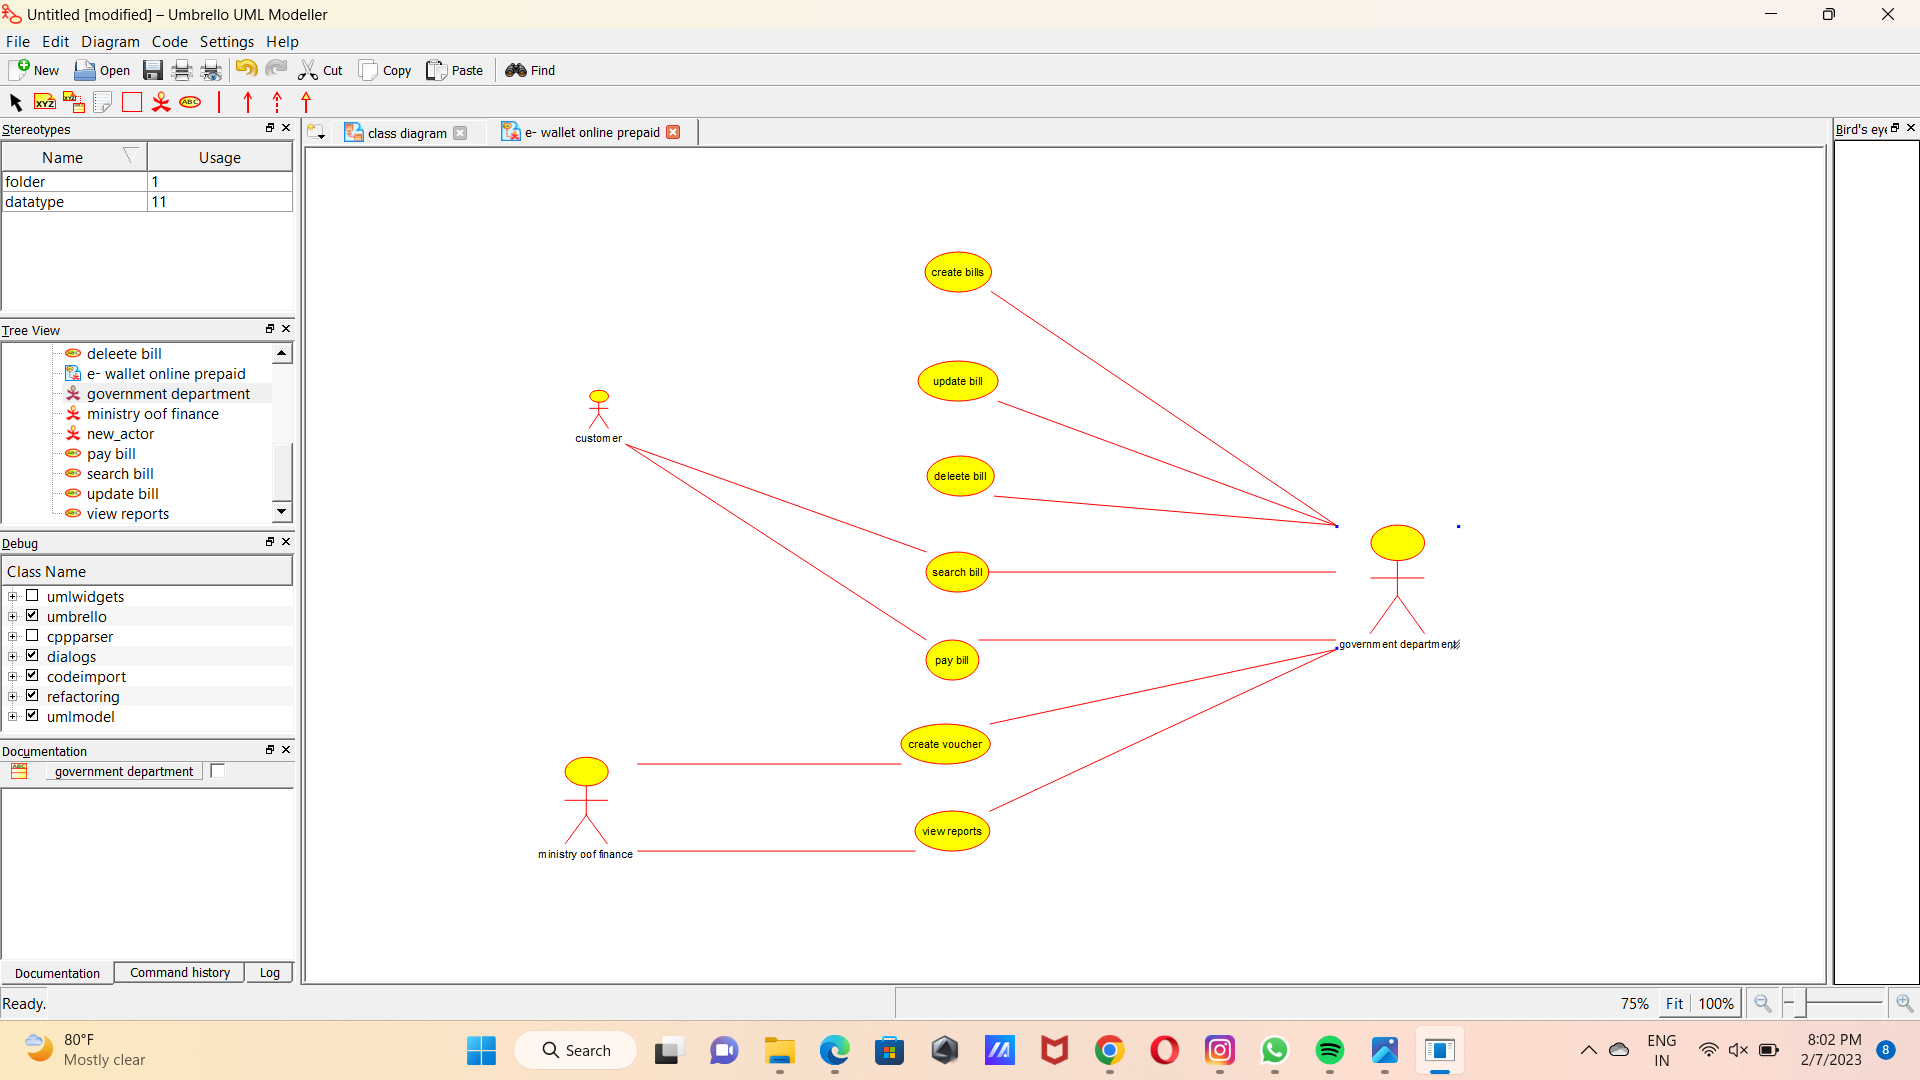 Untitled [modified] – Umbrello UML Modeller
File Edit Diagram Code Settings Help
New Open Cut Copy Paste Find
XYZ XYZ ABC
Stereotypes
Name Usage
folder 1
datatype 11
Tree View
deleete bill
e- wallet online prepaid
government department
ministry oof finance
new_actor
pay bill
search bill
update bill
view reports
Debug
Class Name
umlwidgets
umbrello
cppparser
dialogs
codeimport
refactoring
umlmodel
Documentation
government department
Documentation Command history Log
class diagram
e- wallet online prepaid
create bills
update bill
customer
deleete bill
search bill
government department
pay bill
create voucher
view reports
ministry oof finance
Bird's eye
Ready.
75% Fit 100%
80°F
Mostly clear
Search
ENG
IN
8:02 PM
2/7/2023
8